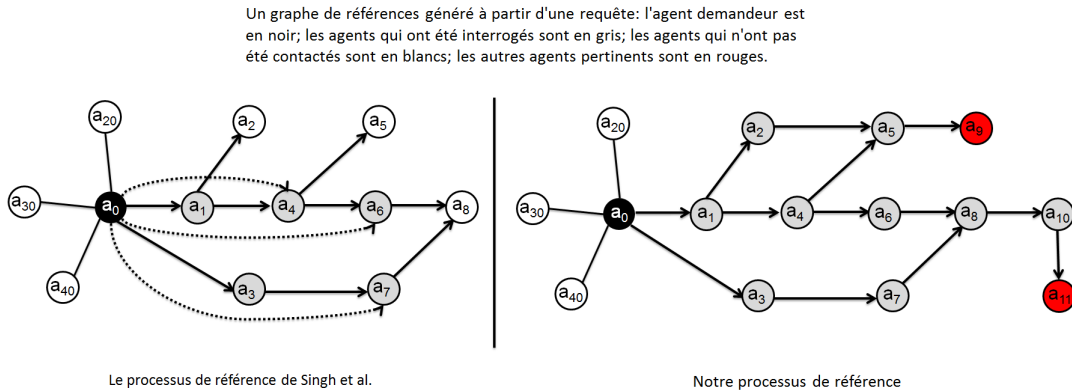 Un graphe de références généré à partir d'une requête: l'agent demandeur est
en noir; les agents qui ont été interrogés sont en gris; les agents qui n'ont pas
été contactés sont en blancs; les autres agents pertinents sont en rouges.
a20
a2
a5
a30
a0
a1
a4
a6
a8
a40
a3
a7
Le processus de référence de Singh et al.
a20
a2
a5
a9
a30
a0
a1
a4
a6
a8
a10
a40
a3
a7
a11
Notre processus de référence